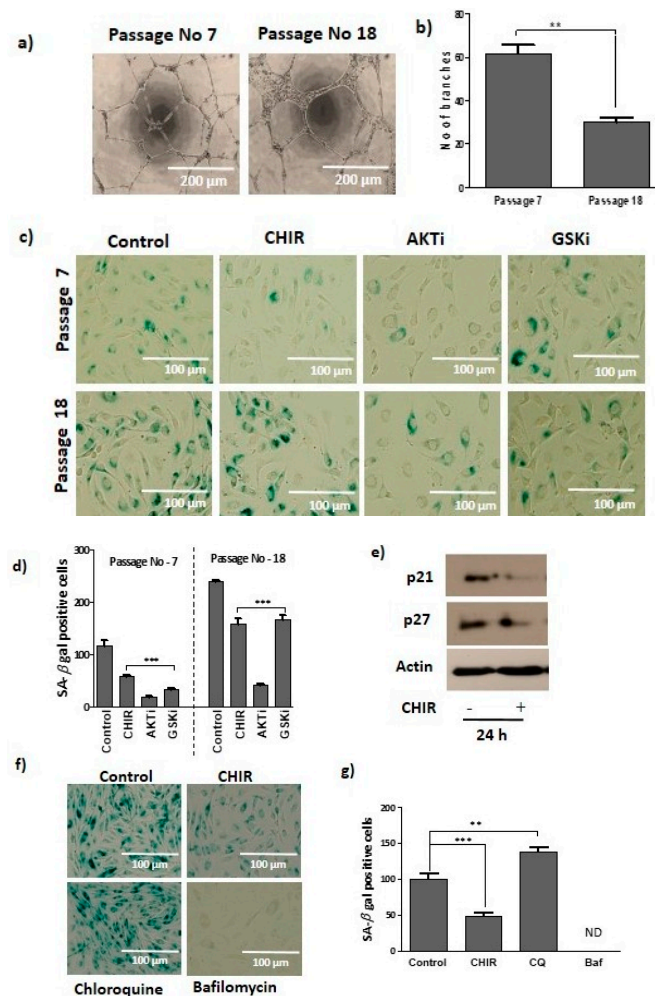 a)
Passage No 7
Passage No 18
200 µm
200 µm
b)
No of branches
80
60
40
20
0
**
Passage 7
Passage 18
c)
Control
CHIR
AKTi
GSKi
Passage 7
100 µm
100 µm
100 µm
100 µm
Passage 18
100 µm
100 µm
100 µm
100 µm
d)
SA-β gal positive cells
300
200
100
0
Passage No - 7
Passage No - 18
***
***
Control
CHIR
AKTi
GSKi
Control
CHIR
AKTi
GSKi
e)
p21
p27
Actin
CHIR - +
24 h
f)
Control
CHIR
100 µm
100 µm
100 µm
100 µm
Chloroquine
Bafilomycin
g)
SA-β gal positive cells
200
150
100
50
0
**
***
ND
Control
CHIR
CQ
Baf